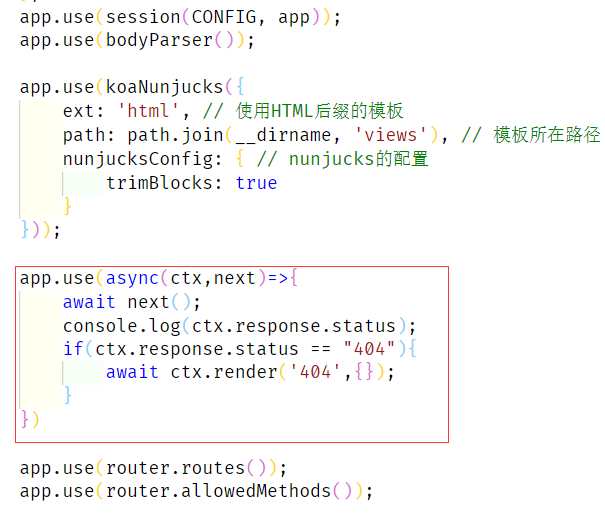 app.use(session(CONFIG, app));
app.use(bodyParser());
app.use(koaNunjucks({
ext: 'html', // 使用HTML后缀的模板
path: path.join(__dirname, 'views'), // 模板所在路径
nunjucksConfig: { // nunjucks的配置
trimBlocks: true
}
}));
app.use(async(ctx,next)=>{
await next();
console.log(ctx.response.status);
if(ctx.response.status == "404"){
await ctx.render('404',{});
}
})
app.use(router.routes());
app.use(router.allowedMethods());